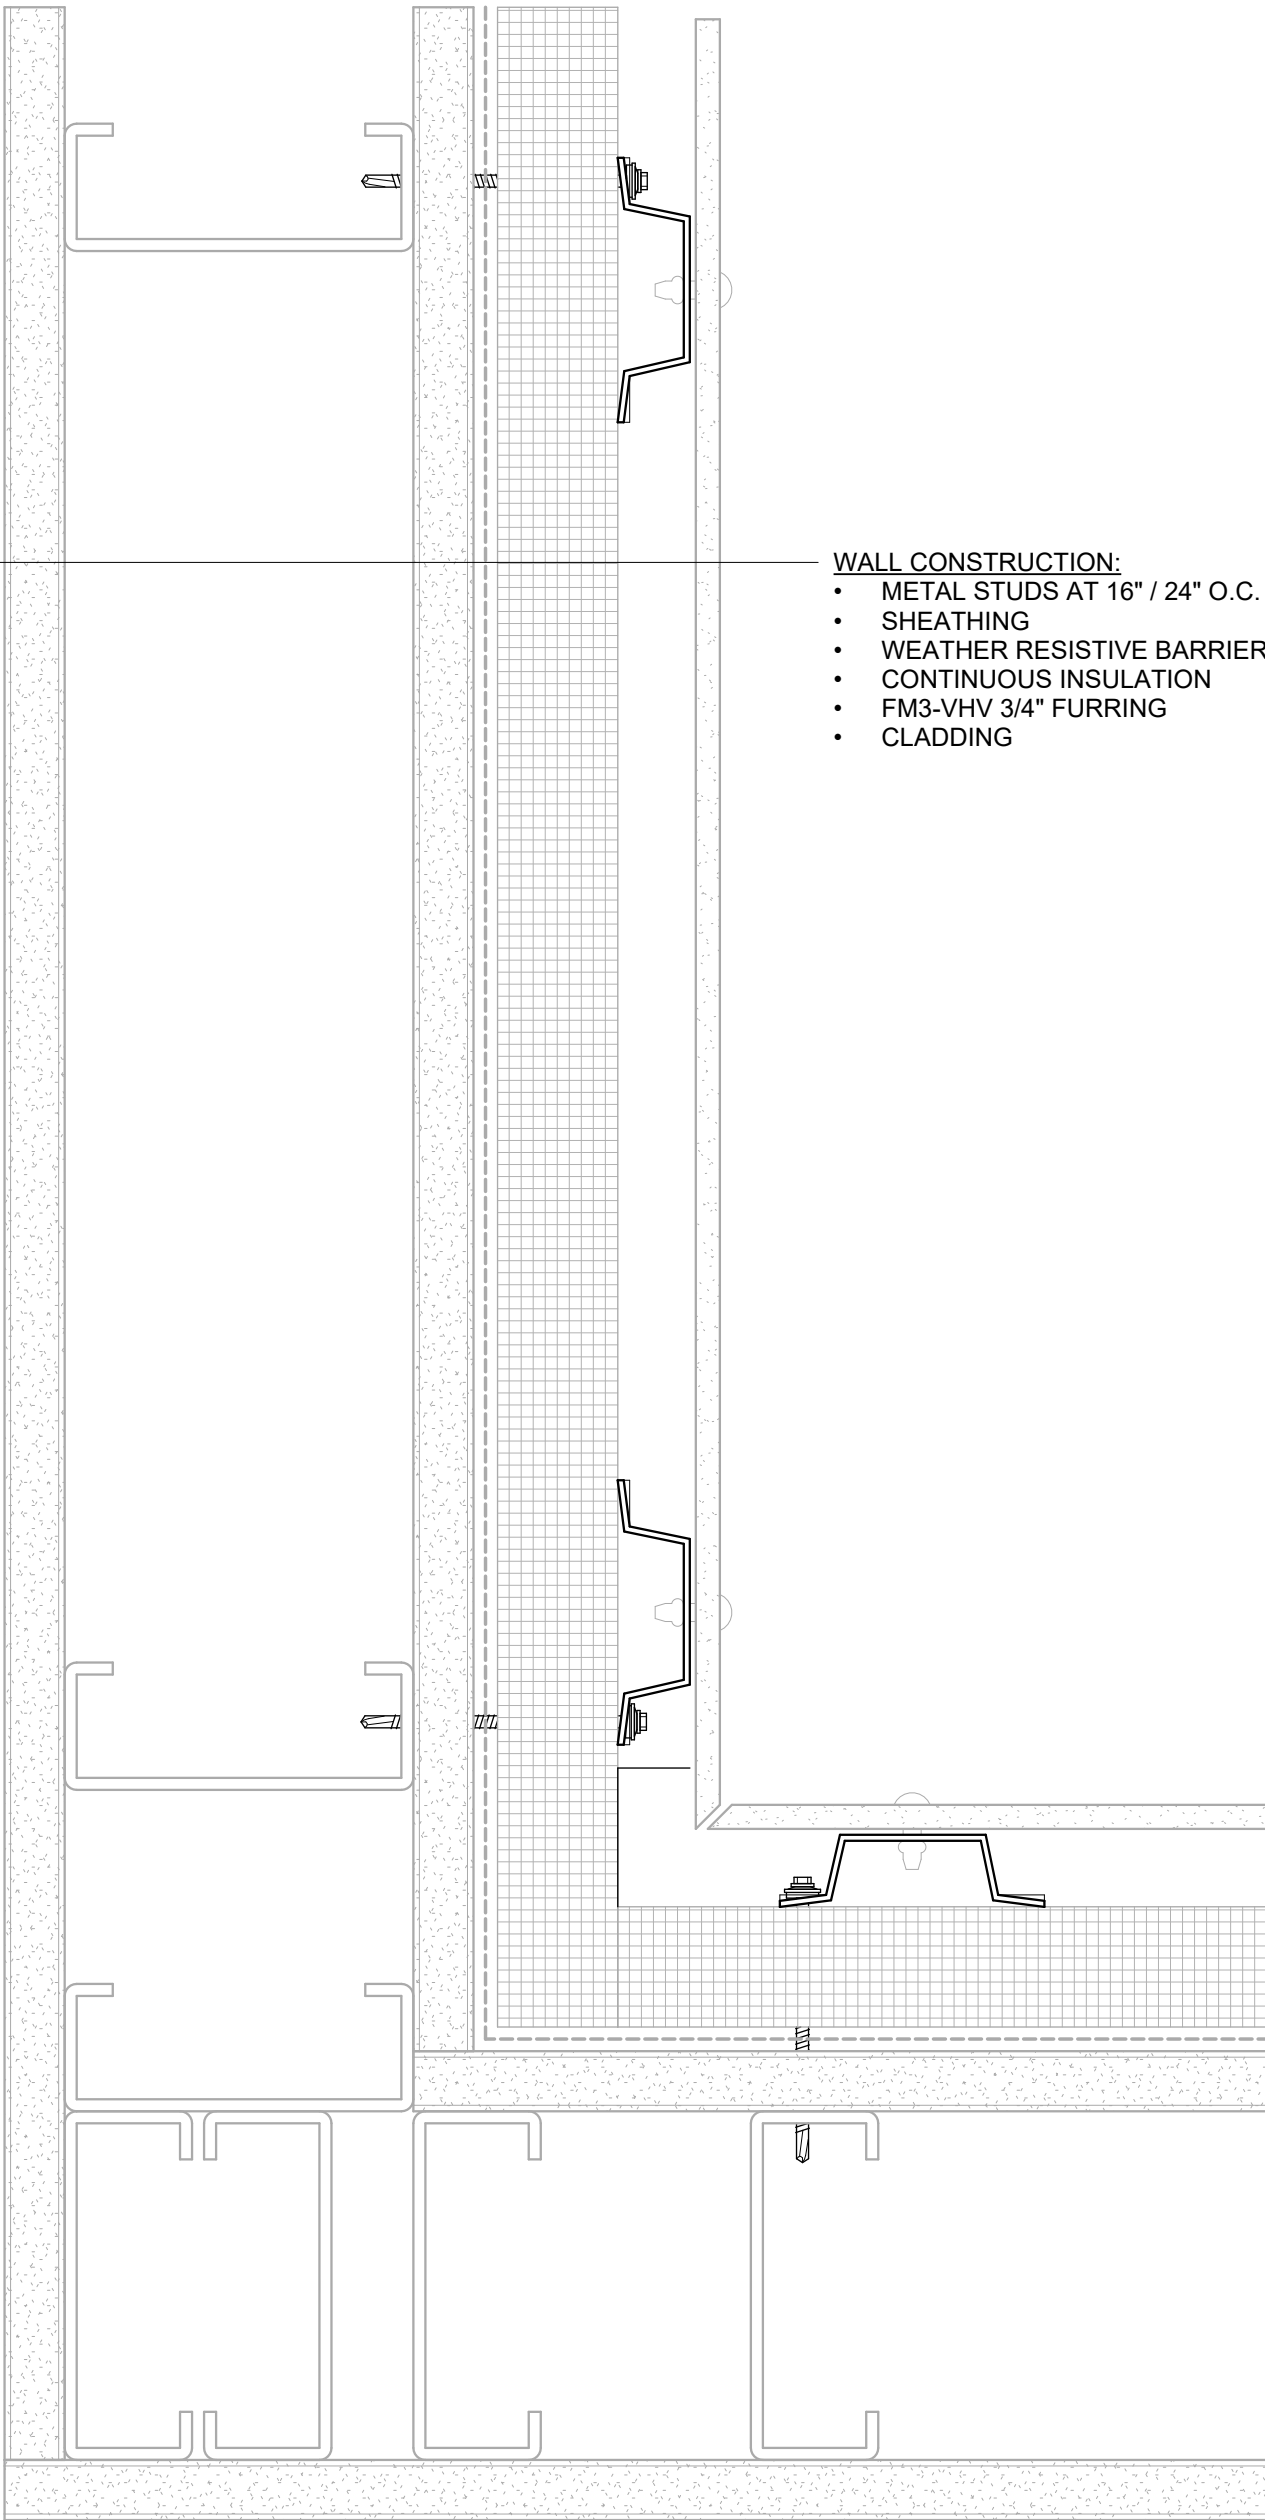 WALL CONSTRUCTION:
• METAL STUDS AT 16" / 24" O.C.
• SHEATHING
• WEATHER RESISTIVE BARRIER
• CONTINUOUS INSULATION
• FM3-VHV 3/4" FURRING
• CLADDING